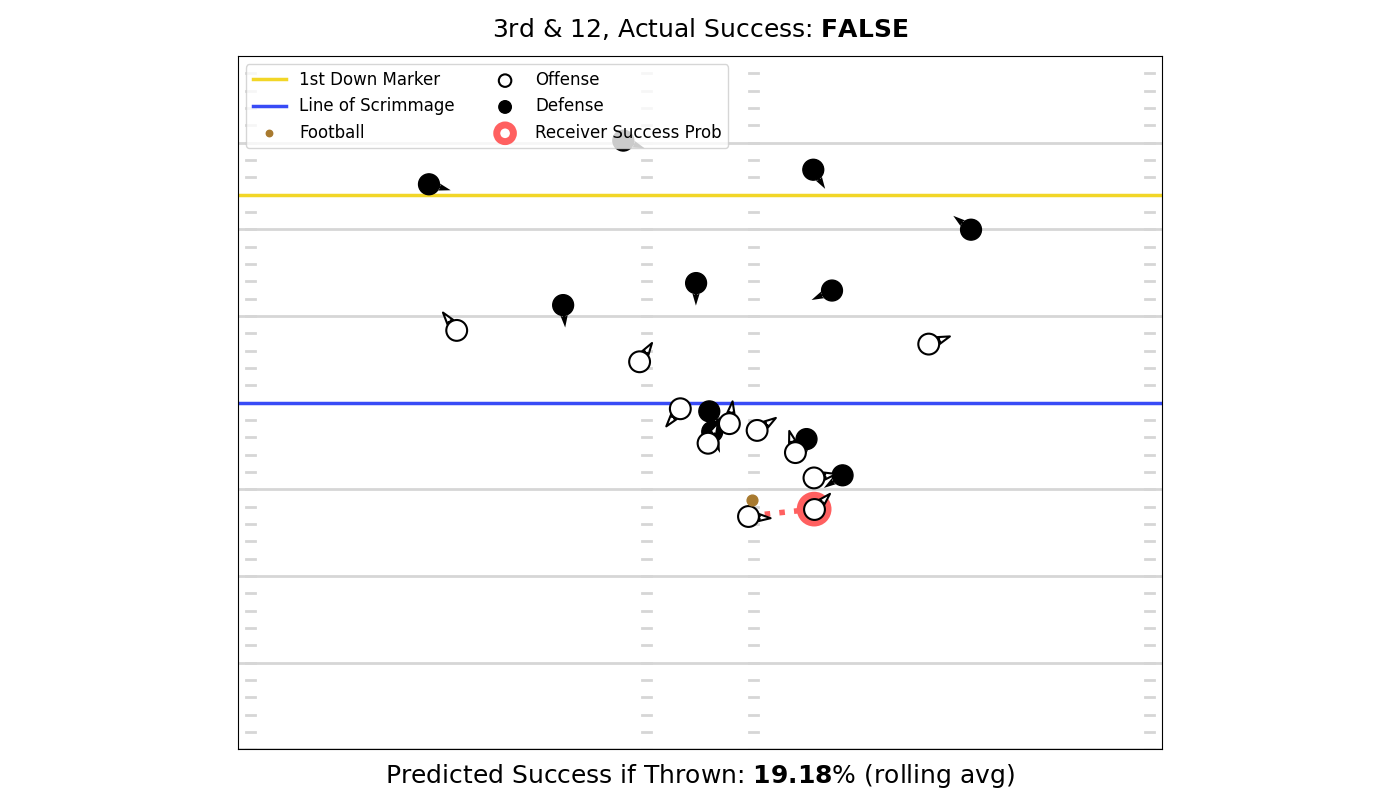 3rd & 12, Actual Success: FALSE
1st Down Marker
Line of Scrimmage
Football
Offense
Defense
Receiver Success Prob
Predicted Success if Thrown: 19.18% (rolling avg)